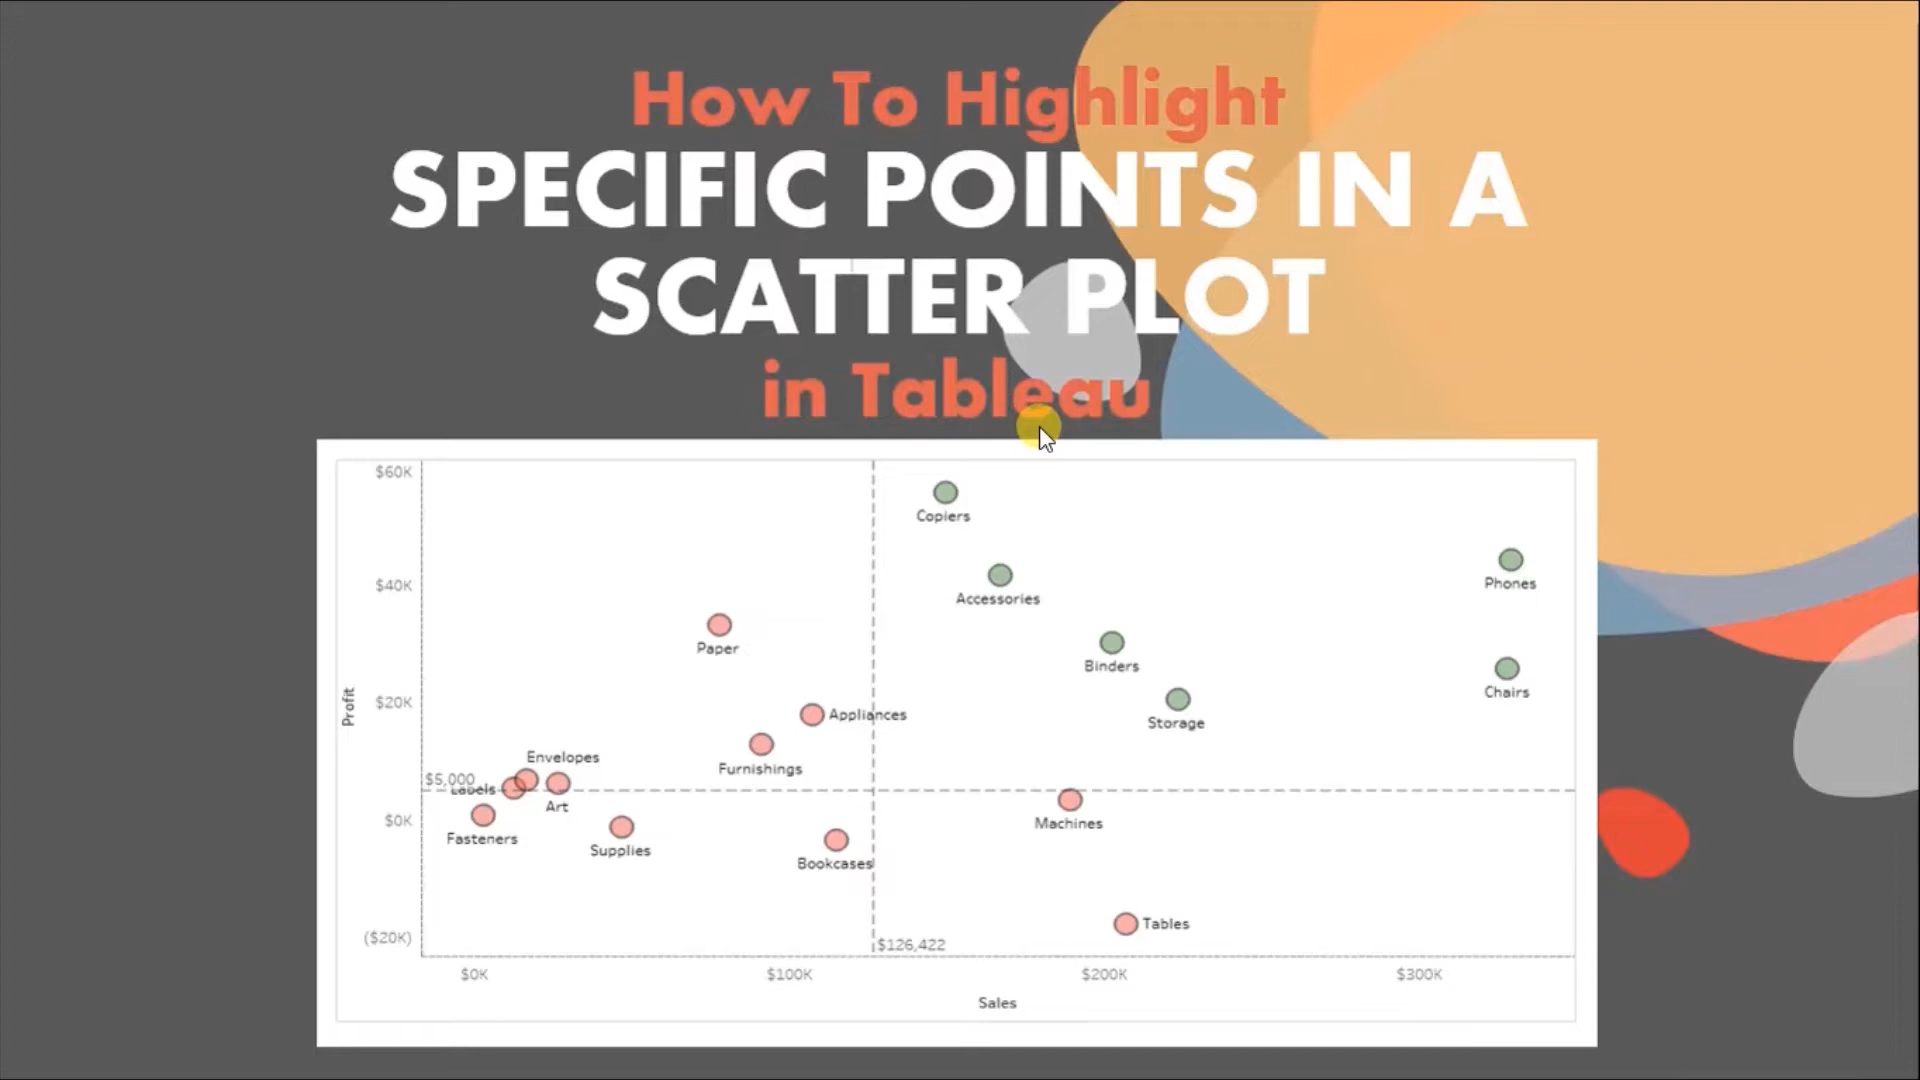 How To Highlight
SPECIFIC POINTS IN A
SCATTER PLOT
in Tableau
$60K
Copiers
Phones
$40K
Accessories
Paper
Binders
Chairs
Profit
$20K
Appliances
Storage
Furnishings
Envelopes
$5,000
Labels
Art
$0K
Machines
Fasteners
Supplies
Bookcases
Tables
($20K)
$126,422
$0K
$100K
$200K
$300K
Sales